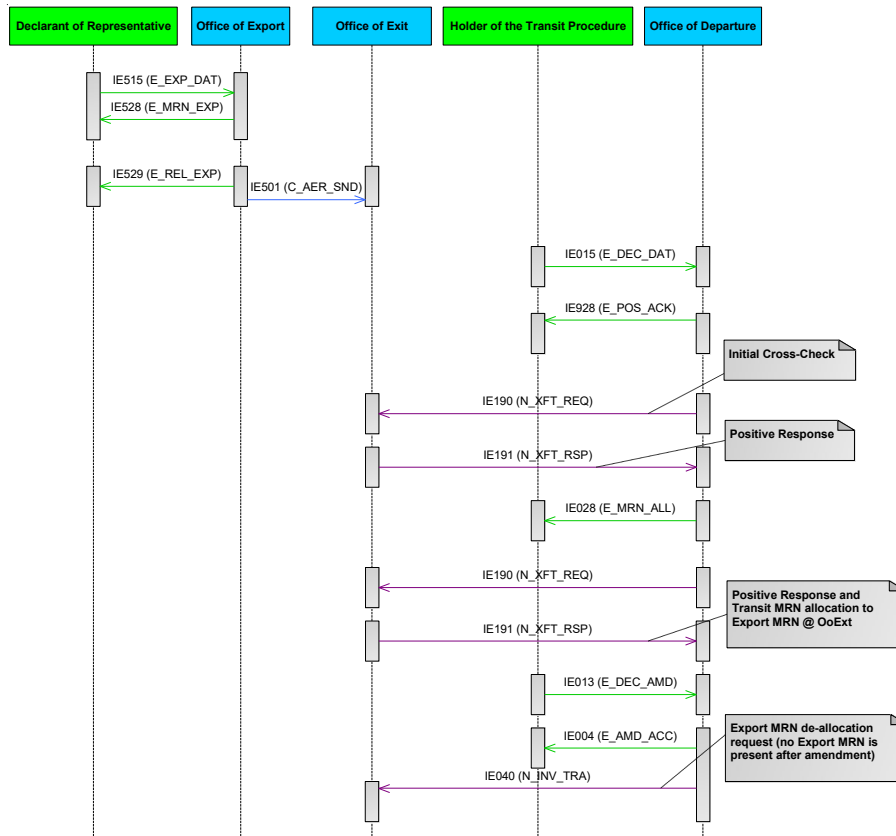 Declarant of Representative
Office of Export
Office of Exit
Holder of the Transit Procedure
Office of Departure
IE515 (E_EXP_DAT)
IE528 (E_MRN_EXP)
IE529 (E_REL_EXP)
IE501 (C_AER_SND)
IE015 (E_DEC_DAT)
IE928 (E_POS_ACK)
Initial Cross-Check
IE190 (N_XFT_REQ)
Positive Response
IE191 (N_XFT_RSP)
IE028 (E_MRN_ALL)
IE190 (N_XFT_REQ)
Positive Response and
Transit MRN allocation to
Export MRN @ OoExt
IE191 (N_XFT_RSP)
IE013 (E_DEC_AMD)
Export MRN de-allocation
request (no Export MRN is
present after amendment)
IE004 (E_AMD_ACC)
IE040 (N_INV_TRA)